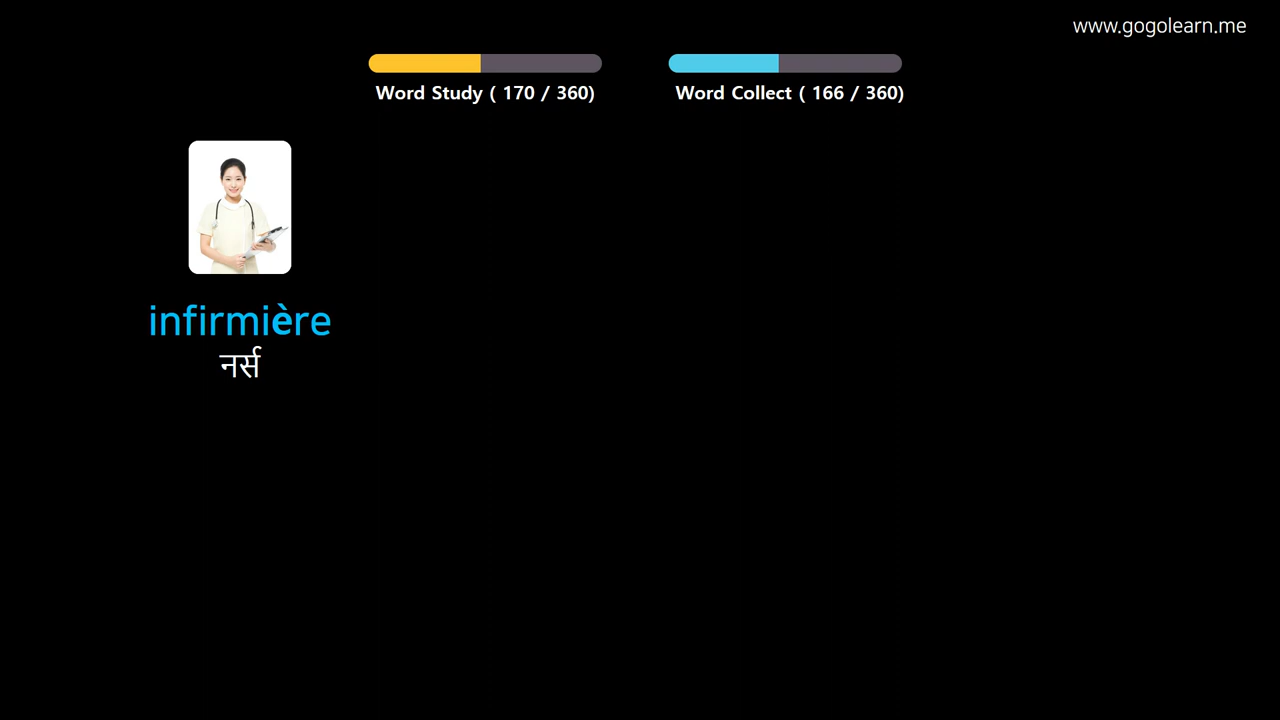 www.gogolearn.me
Word Study ( 170 / 360)
Word Collect ( 166 / 360)
infirmière
नर्स